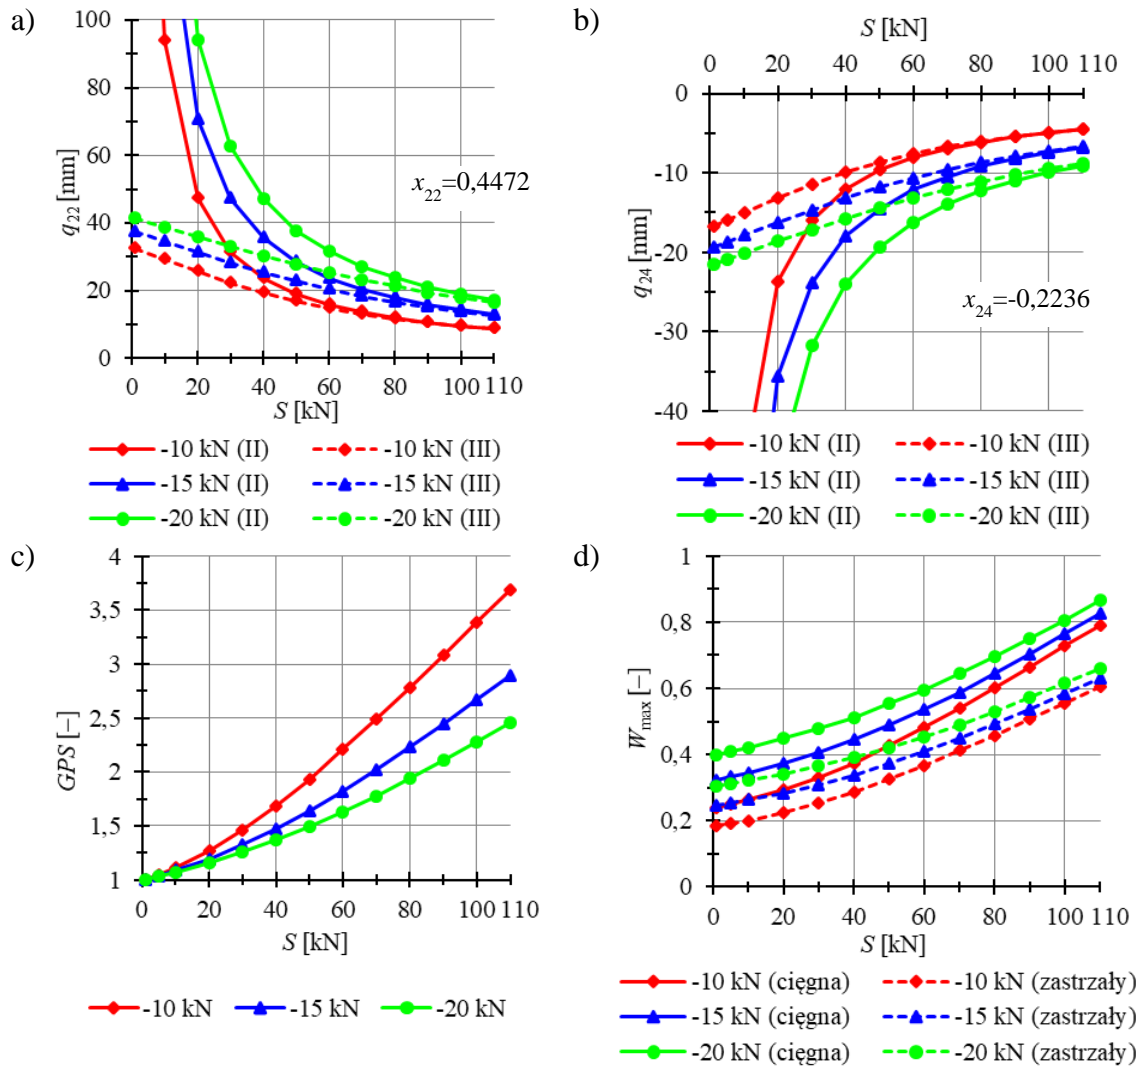 a)
100
80
60
40
20
0
q22 [mm]
x22=0,4472
0 20 40 60 80 100 110
S [kN]
-10 kN (II) -10 kN (III)
-15 kN (II) -15 kN (III)
-20 kN (II) -20 kN (III)
b)
S [kN]
0 20 40 60 80 100 110
0
-10
-20
-30
-40
q24 [mm]
x24=-0,2236
-10 kN (II) -10 kN (III)
-15 kN (II) -15 kN (III)
-20 kN (II) -20 kN (III)
c)
4
3,5
3
2,5
2
1,5
1
GPS [–]
0 20 40 60 80 100 110
S [kN]
-10 kN -15 kN -20 kN
d)
1
0,8
0,6
0,4
0,2
0
Wmax [–]
0 20 40 60 80 100 110
S [kN]
-10 kN (cięgna) -10 kN (zastrzały)
-15 kN (cięgna) -15 kN (zastrzały)
-20 kN (cięgna) -20 kN (zastrzały)